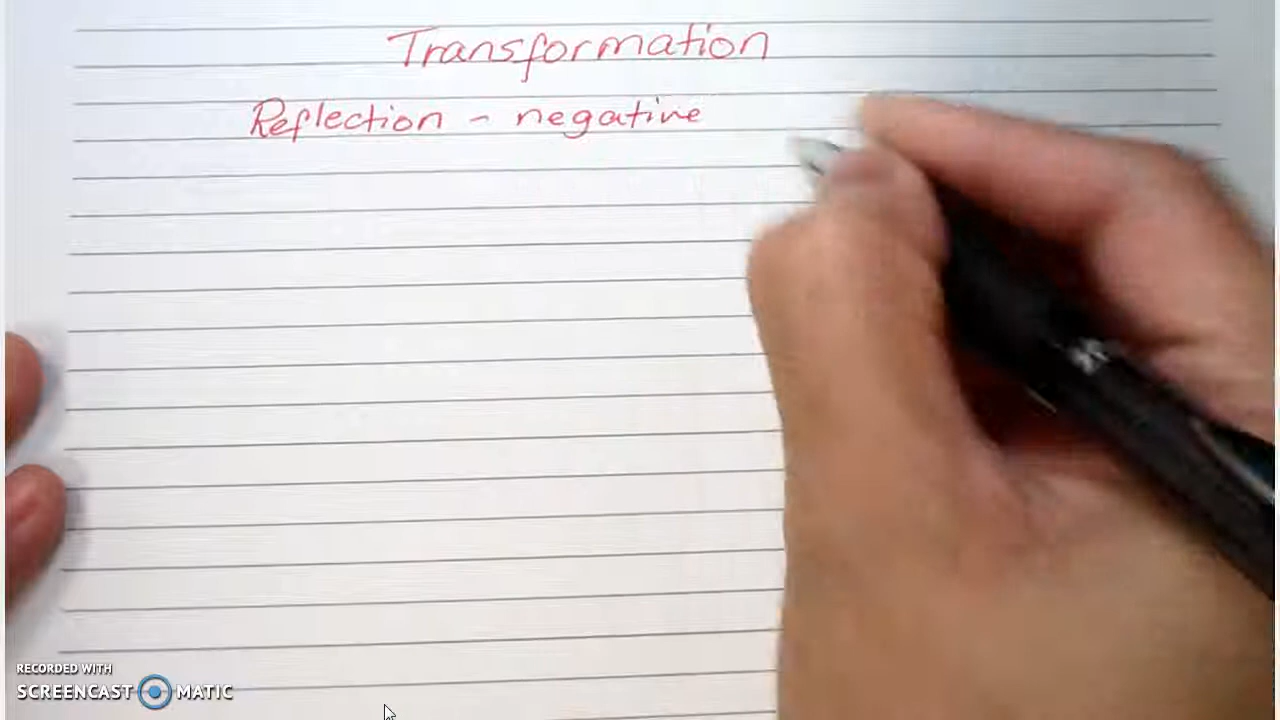 Transformation
Reflection - negative
RECORDED WITH
SCREENCAST MATIC